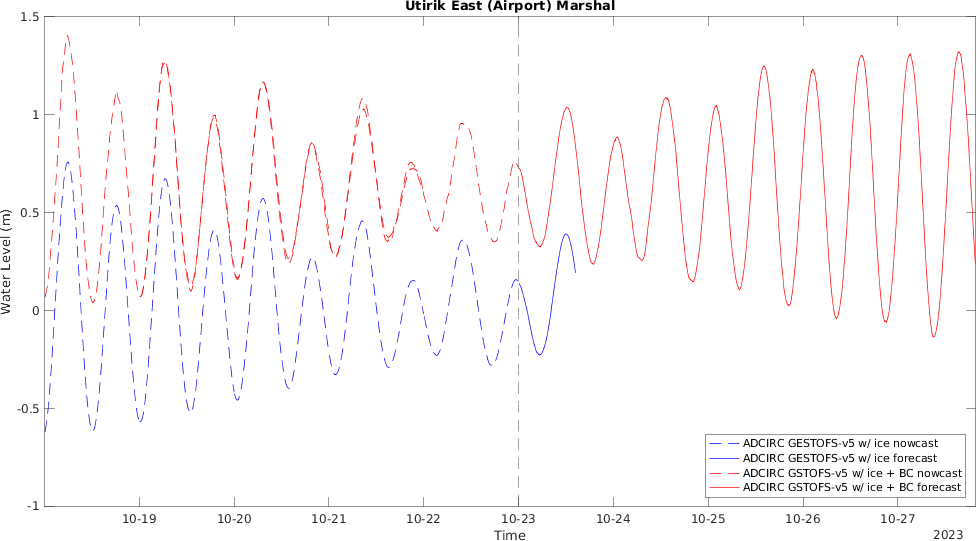 Utirik East (Airport) Marshal
Water Level (m)
1.5
1
0.5
0
-0.5
-1
10-19
10-20
10-21
10-22
10-23
10-24
10-25
10-26
10-27
Time
2023
ADCIRC GESTOFS-v5 w/ ice nowcast
ADCIRC GESTOFS-v5 w/ ice forecast
ADCIRC GSTOFS-v5 w/ ice + BC nowcast
ADCIRC GSTOFS-v5 w/ ice + BC forecast